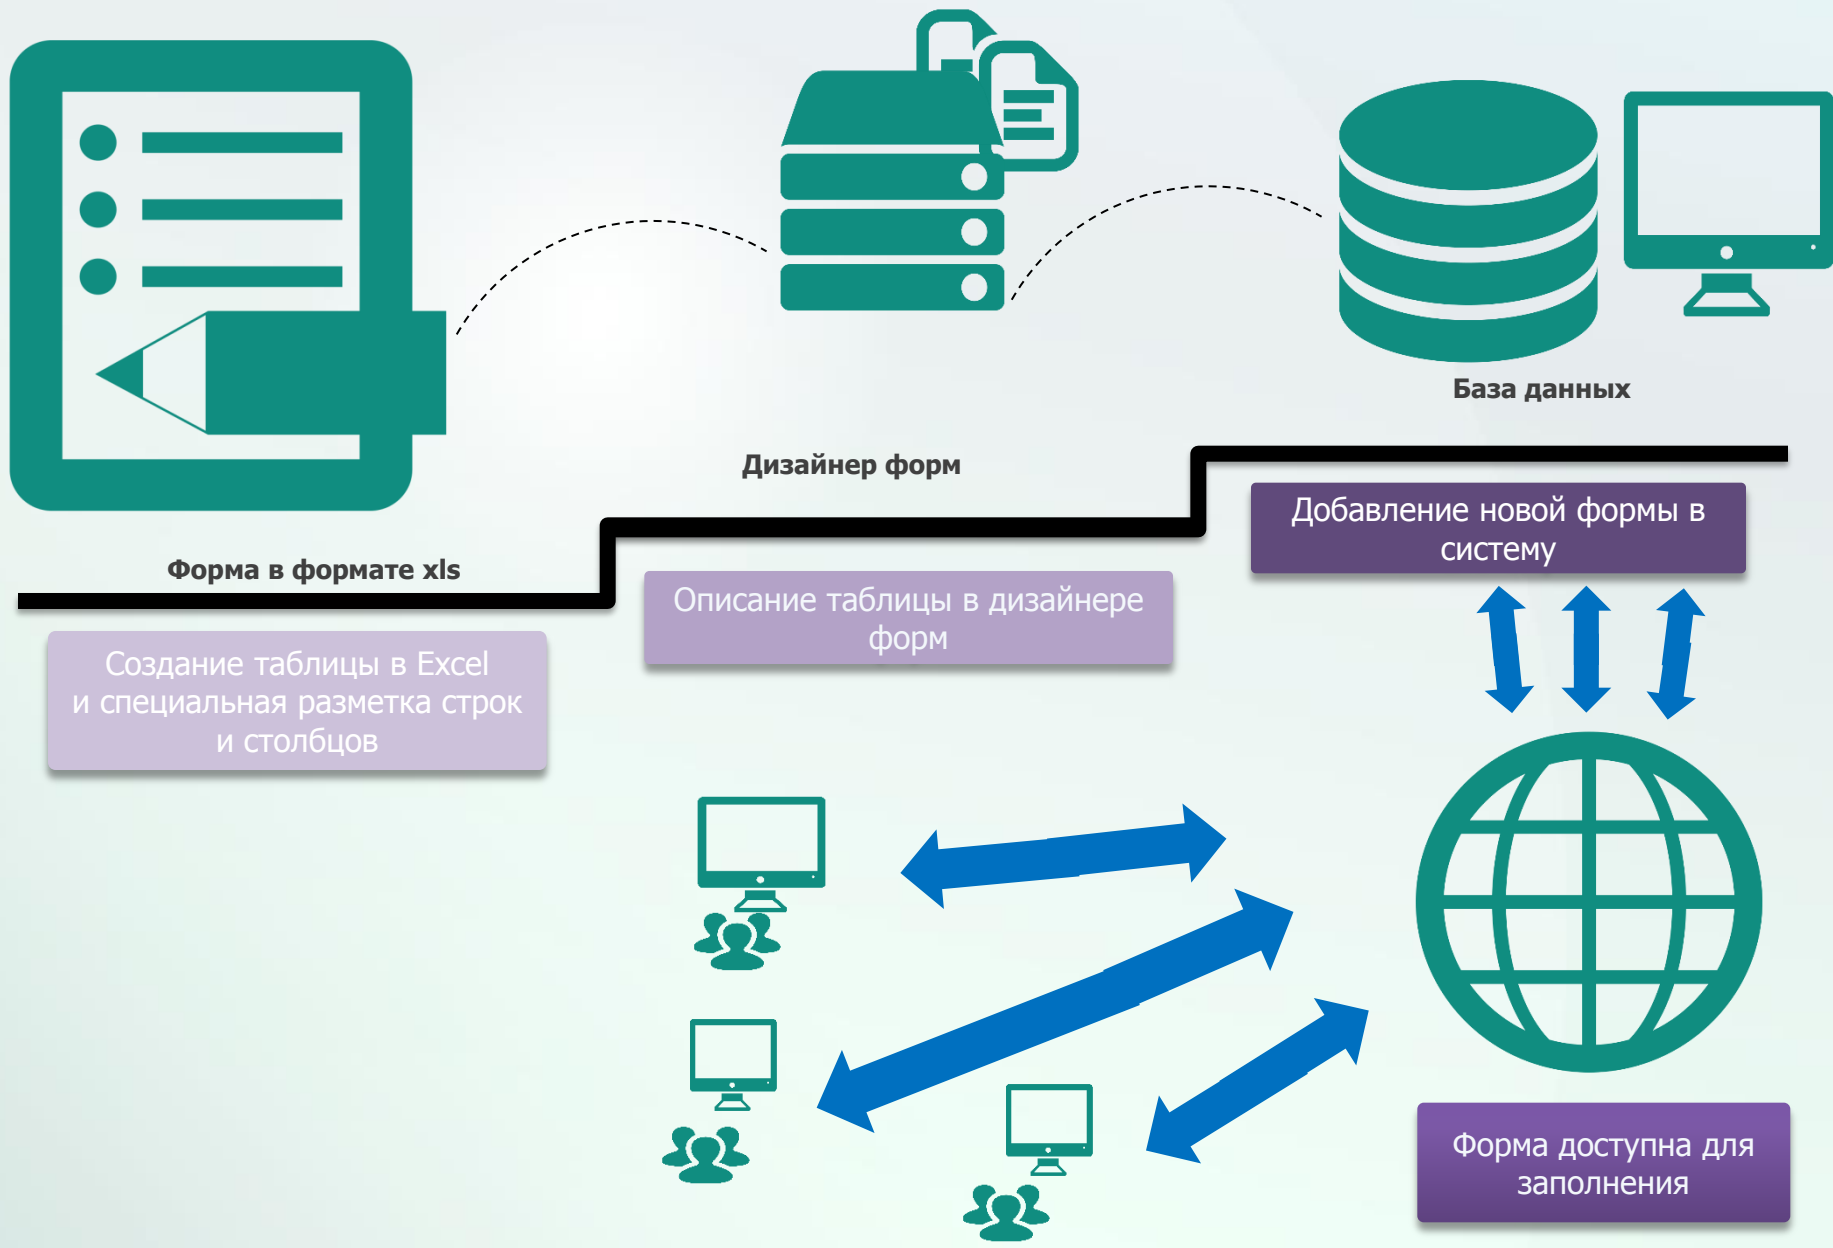 База данных
Дизайнер форм
Добавление новой формы в
систему
Форма в формате xls
Описание таблицы в дизайнере
форм
Создание таблицы в Excel
и специальная разметка строк
и столбцов
Форма доступна для
заполнения